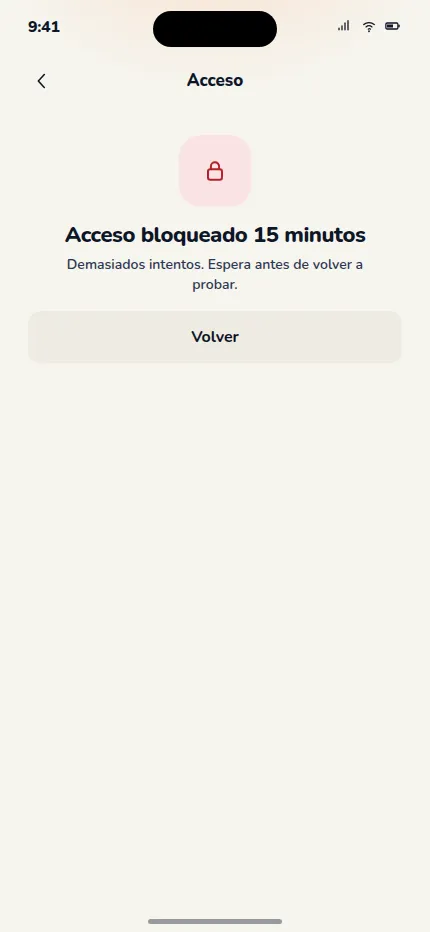 9:41
Acceso
Acceso bloqueado 15 minutos
Demasiados intentos. Espera antes de volver a
probar.
Volver